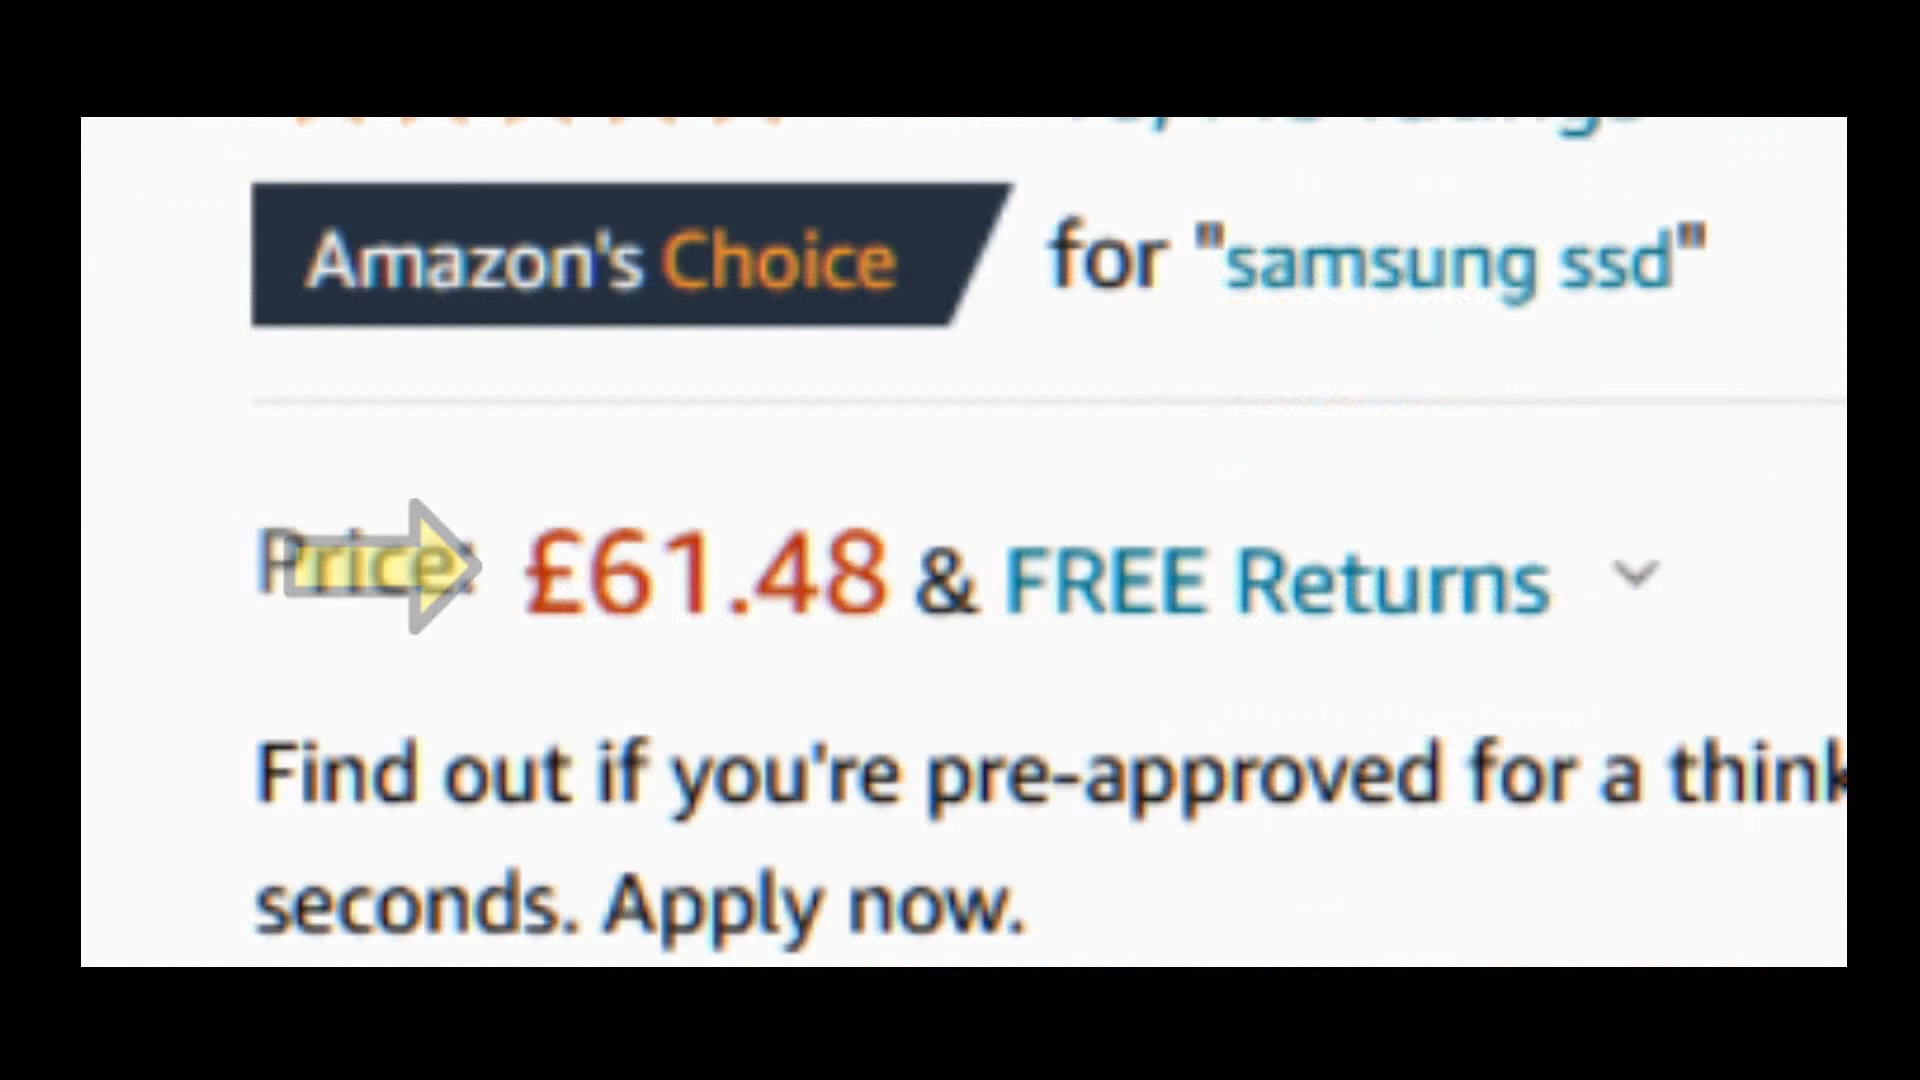 Amazon's Choice for "samsung ssd"
Price: £61.48 & FREE Returns
Find out if you're pre-approved for a think
seconds. Apply now.